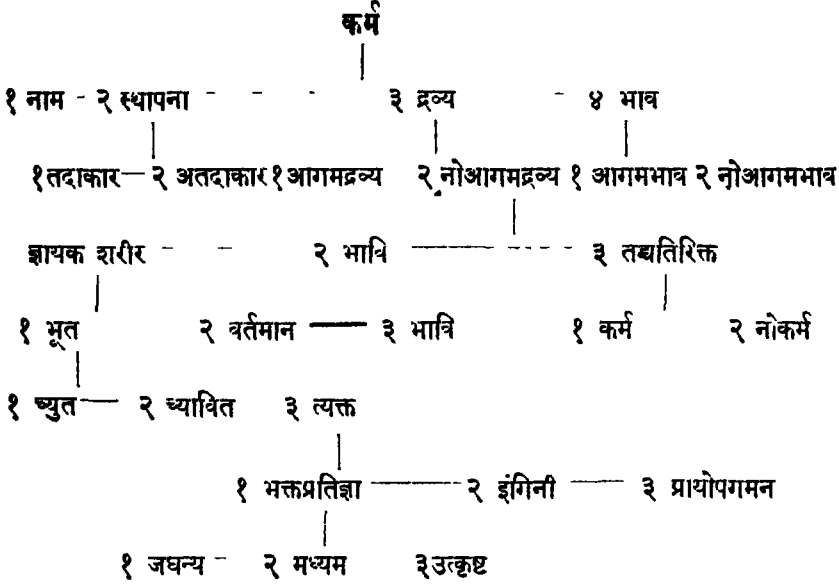 कर्म
१ नाम - २ स्थापना - - - ३ द्रव्य - ४ भाव
१तदाकार — २ अतदाकार १आगमद्रव्य २ नोआगमद्रव्य १ आगमभाव २ नोआगमभाव
ज्ञायक शरीर - - २ भावि — - - ३ तद्व्यतिरिक्त
१ भूत २ वर्तमान — ३ भावि १ कर्म २ नोकर्म
१ च्युत — २ च्यावित ३ त्यक्त
१ भक्तप्रतिज्ञा — २ इंगिनी — ३ प्रायोपगमन
१ जघन्य - २ मध्यम ३उत्कृष्ट